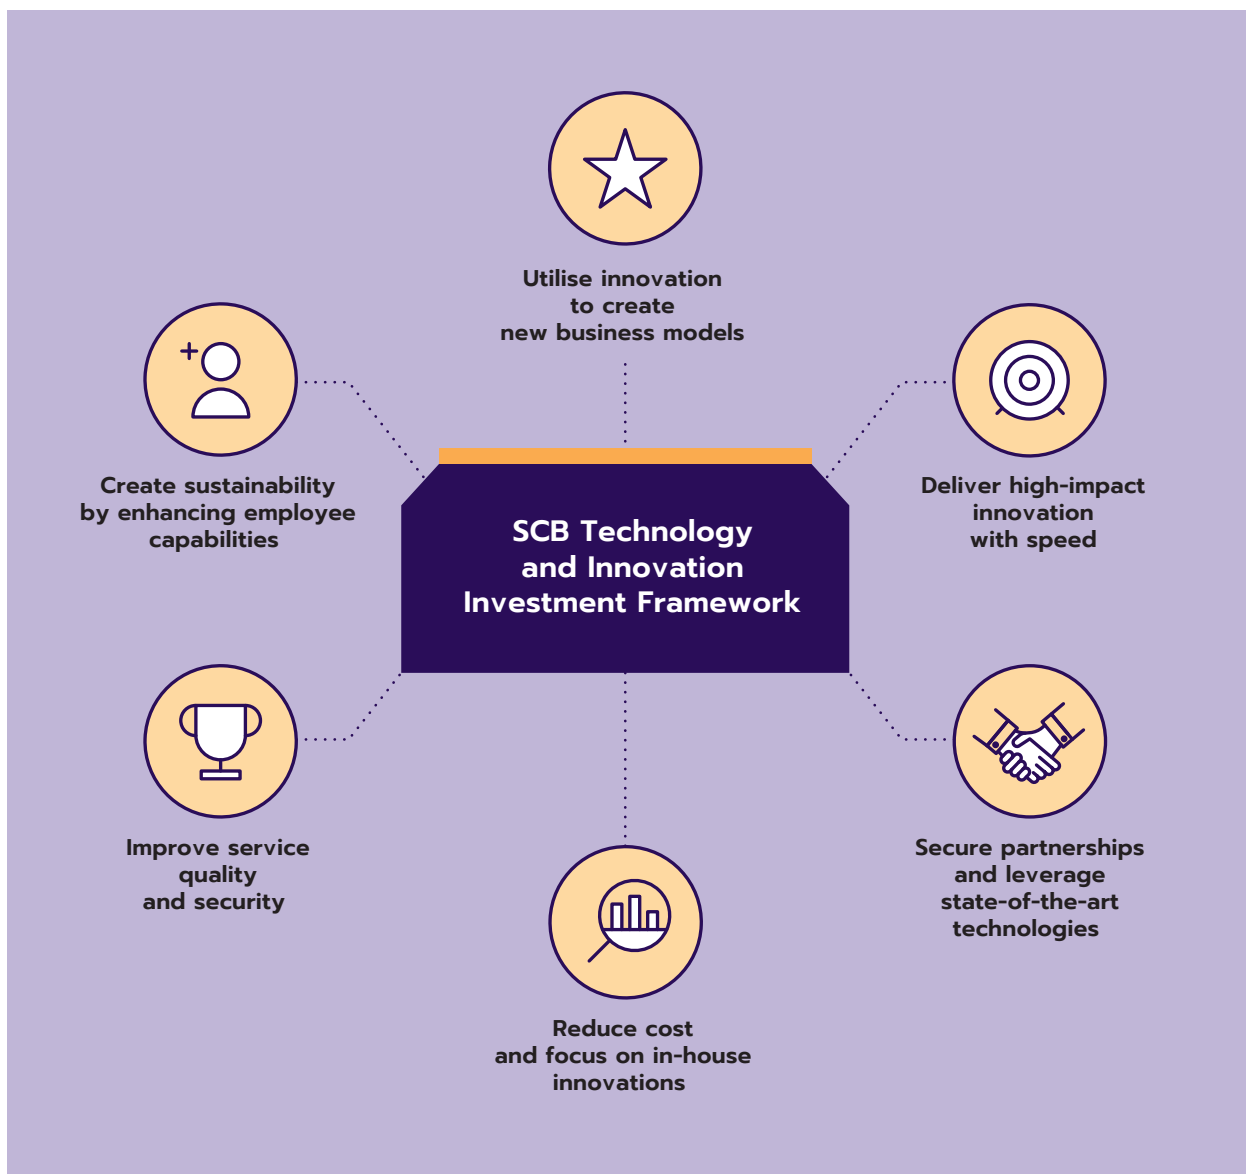 Utilise innovation
to create
new business models
Create sustainability
by enhancing employee
capabilities
Deliver high-impact
innovation
with speed
SCB Technology
and Innovation
Investment Framework
Improve service
quality
and security
Secure partnerships
and leverage
state-of-the-art
technologies
Reduce cost
and focus on in-house
innovations